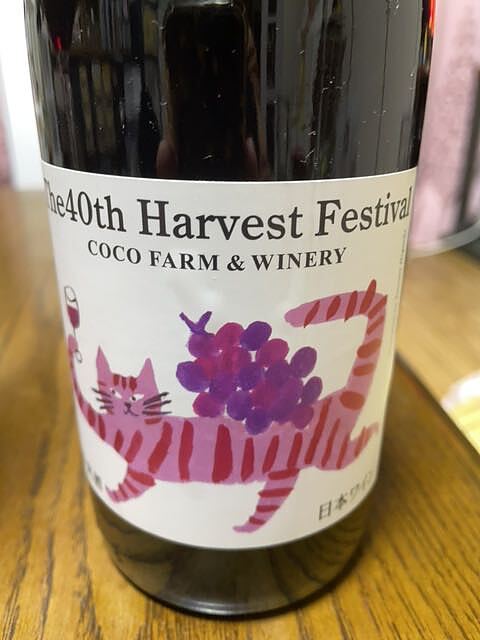 The40th Harvest Festival
COCO FARM & WINERY
日本ワイン